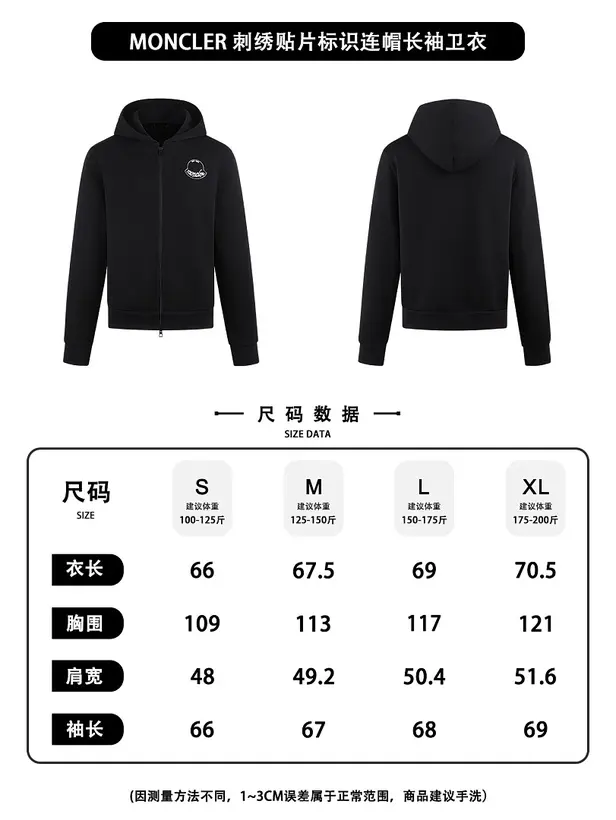 MONCLER 刺绣贴片标识连帽长袖卫衣
尺码数据
SIZE DATA
尺码 S M L XL
SIZE 建议体重 建议体重 建议体重 建议体重
100-125斤 125-150斤 150-175斤 175-200斤
衣长 66 67.5 69 70.5
胸围 109 113 117 121
肩宽 48 49.2 50.4 51.6
袖长 66 67 68 69
(因测量方法不同，1~3CM误差属于正常范围，商品建议手洗)